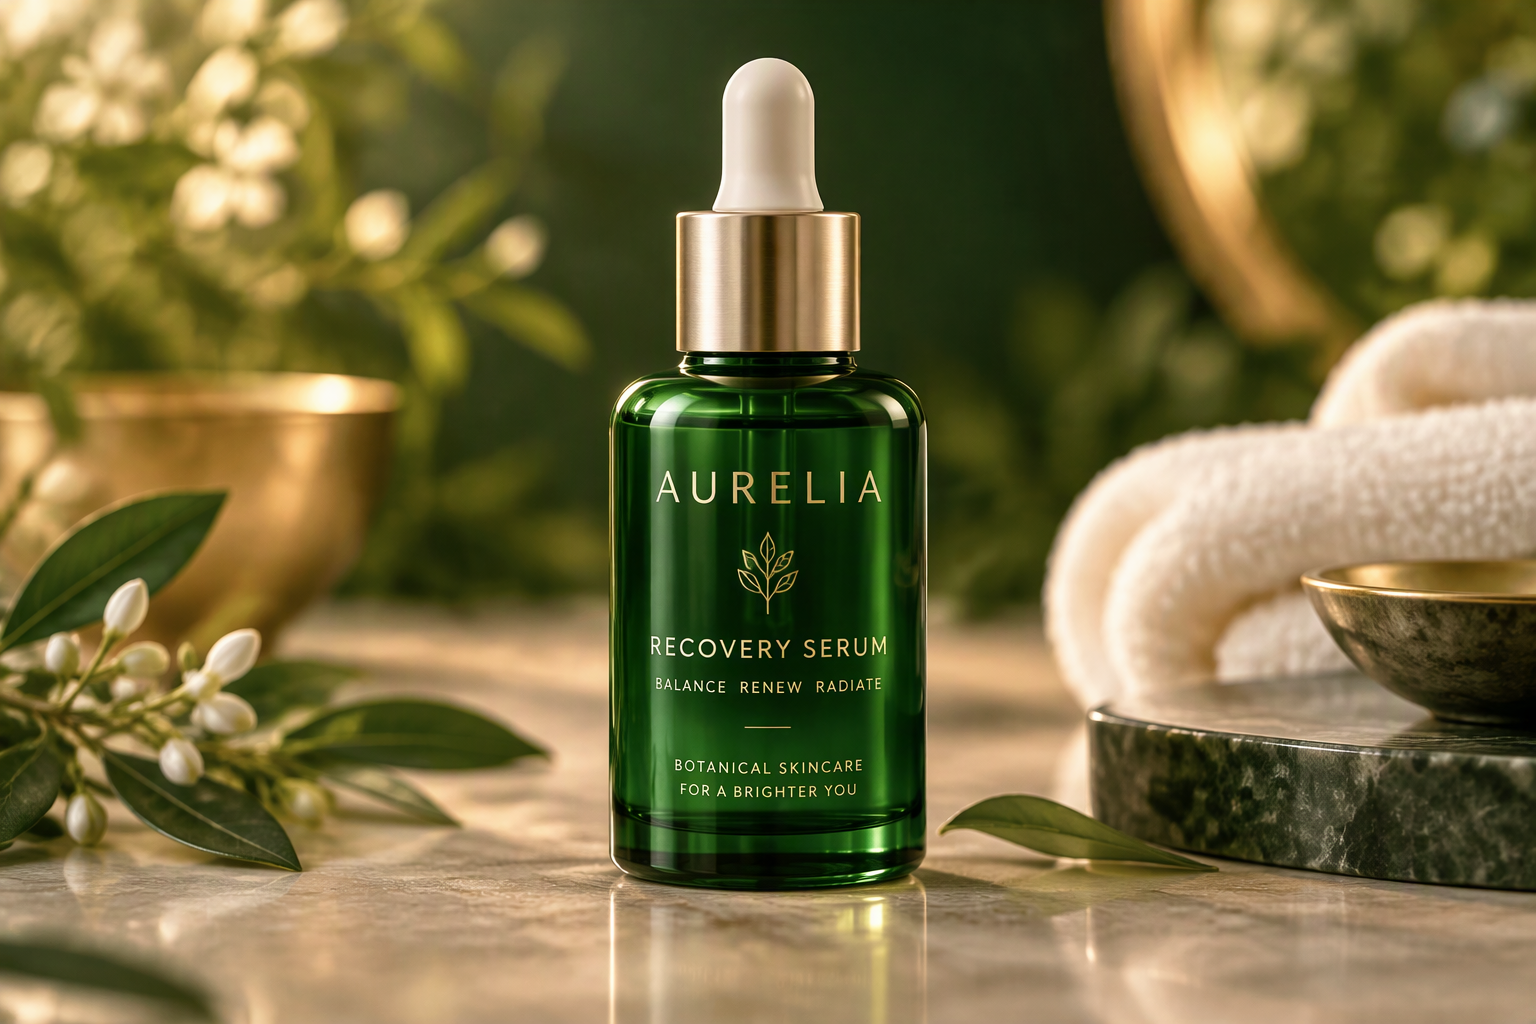 AURELIA
RECOVERY SERUM
BALANCE RENEW RADIATE
BOTANICAL SKINCARE
FOR A BRIGHTER YOU